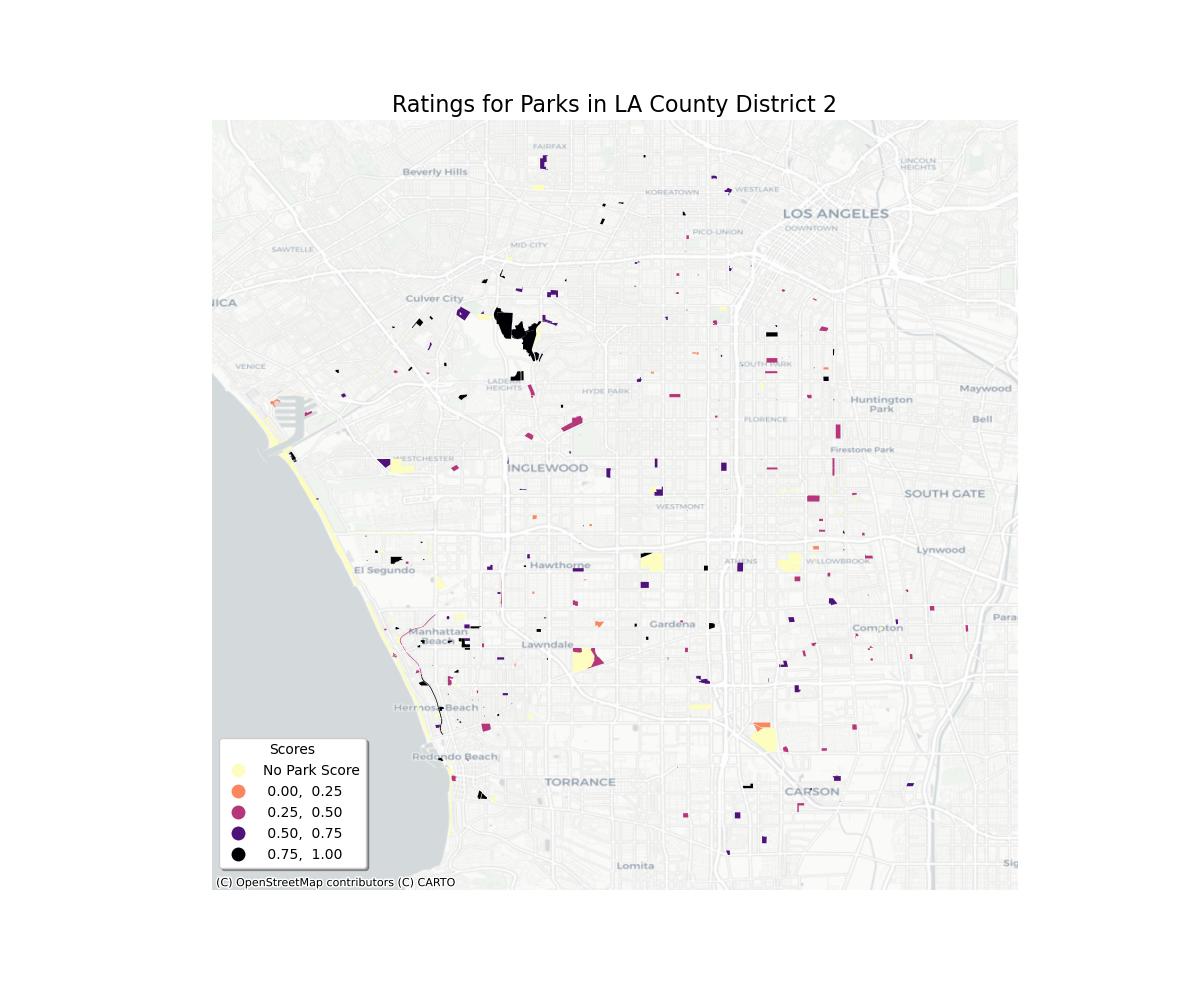 Ratings for Parks in LA County District 2
FAIRFAX
LINCOLN
HEIGHTS
Beverly Hills
KOREATOWN
WESTLAKE
LOS ANGELES
DOWNTOWN
PICO-UNION
MID-CITY
SAWTELLE
NICA
Culver City
VENICE
SOUTH PARK
LADERA
HEIGHTS
HYDE PARK
Maywood
Huntington
Park
Bell
FLORENCE
Firestone Park
WESTCHESTER
INGLEWOOD
SOUTH GATE
WESTMONT
Lynwood
El Segundo
Hawthorne
ATHENS
WILLOWBROOK
Para
Manhattan
Beach
Gardena
Compton
Lawndale
Hermosa Beach
Redondo Beach
TORRANCE
CARSON
Lomita
Sig
Scores
No Park Score
0.00, 0.25
0.25, 0.50
0.50, 0.75
0.75, 1.00
(C) OpenStreetMap contributors (C) CARTO